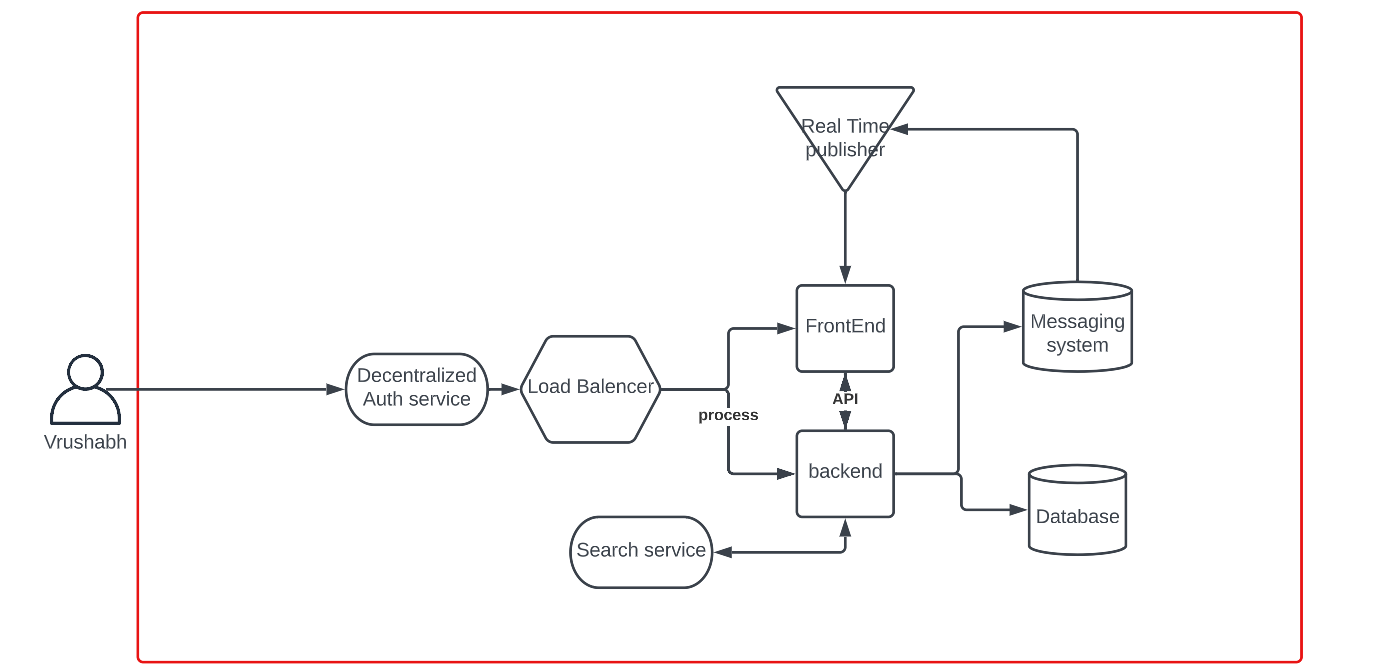 Real Time
publisher
FrontEnd
Messaging
system
Decentralized
Auth service
Load Balencer
API
process
Vrushabh
backend
Database
Search service